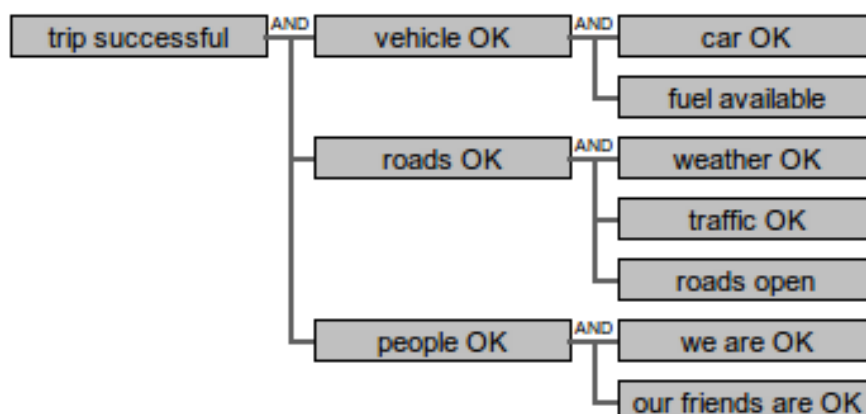 trip successful
AND
vehicle OK
AND
car OK
fuel available
roads OK
AND
weather OK
traffic OK
roads open
people OK
AND
we are OK
our friends are OK